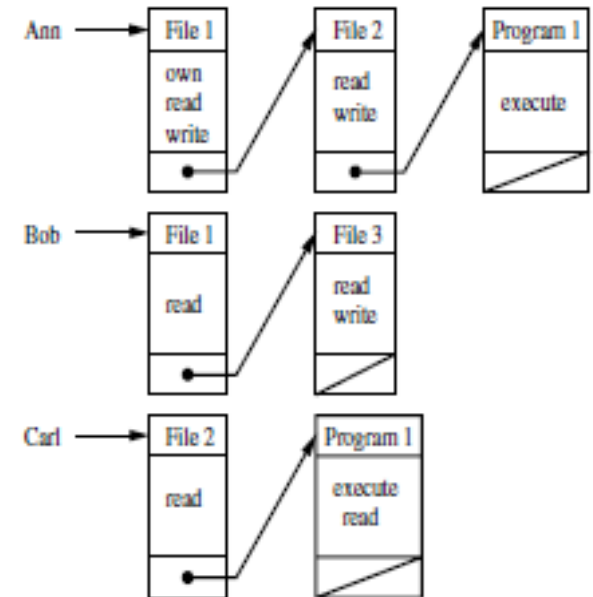 Ann
File 1
own
read
write
File 2
read
write
Program 1
execute
Bob
File 1
read
File 3
read
write
Carl
File 2
read
Program 1
execute
read